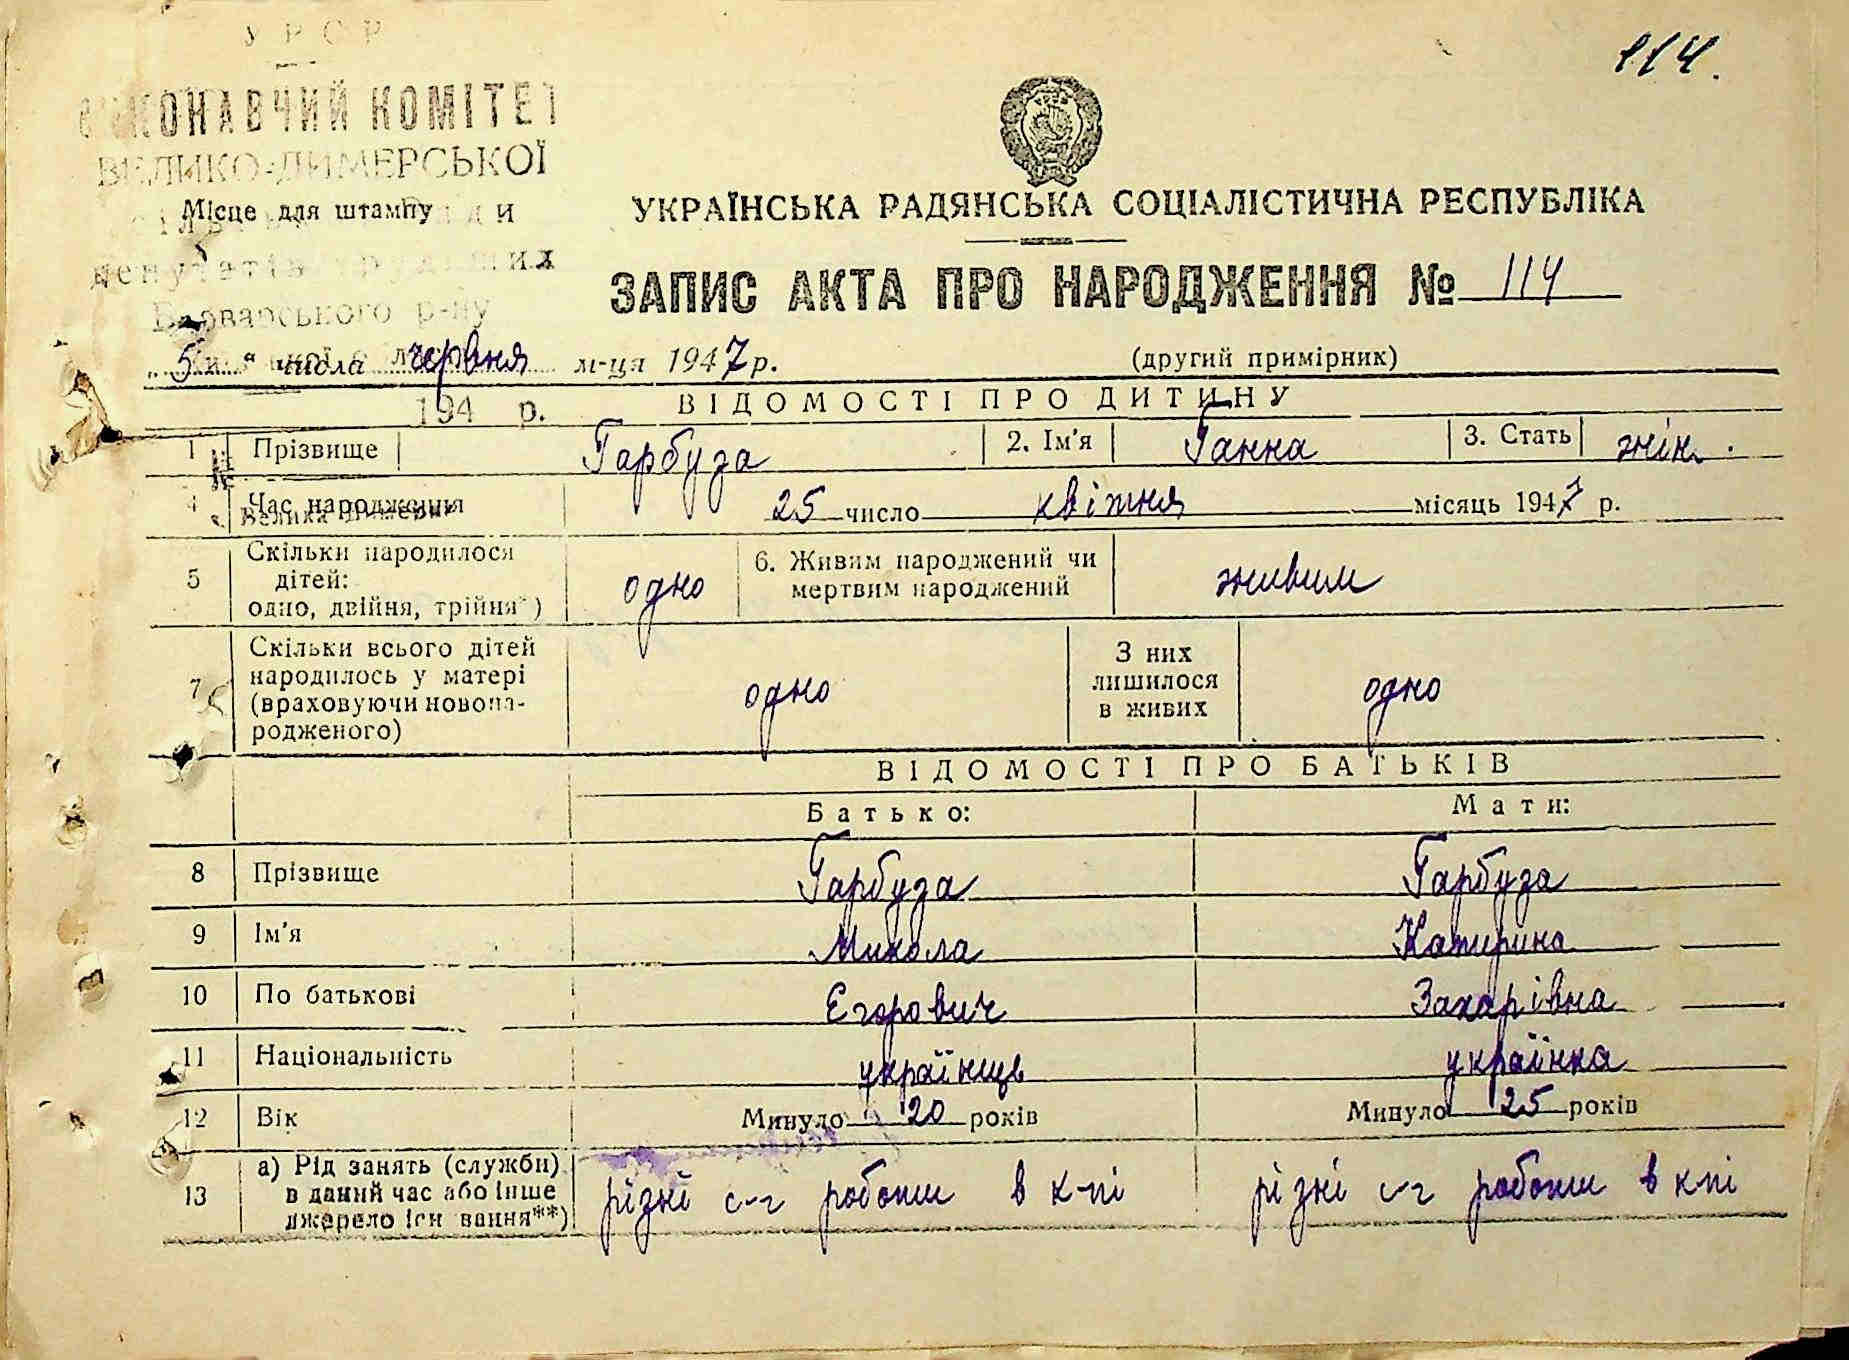 У Р С Р
114.
ВИКОНАВЧИЙ КОМІТЕТ
ВЕЛИКО-ДИМЕРСЬКОЇ
Місце для штампу
УКРАЇНСЬКА РАДЯНСЬКА СОЦІАЛІСТИЧНА РЕСПУБЛІКА
депутатів трудящих
ЗАПИС АКТА ПРО НАРОДЖЕННЯ № 114
Броварського р-ну
„5“ числа червня м-ця 1947 р. (другий примірник)
194 р.
ВІДОМОСТІ ПРО ДИТИНУ
1 Прізвище Гарбуза 2. Ім'я Ганна 3. Стать жін.
4 Час народження 25 число квітня місяць 1947 р.
Велика Димерка
5 Скільки народилося дітей: одно, двійня, трійня*) одно 6. Живим народжений чи мертвим народжений живим
7 Скільки всього дітей народилось у матері (враховуючи новонародженого) одно З них лишилося в живих одно
ВІДОМОСТІ ПРО БАТЬКІВ
Батько: Мати:
8 Прізвище Гарбуза Гарбуза
9 Ім'я Микола Катирина
10 По батькові Єгорович Захарівна
11 Національність українець українка
12 Вік Минуло 20 років Минуло 25 років
13 а) Рід занять (служби) в даний час або інше джерело існування**) різні с-г роботи в к-пі різні с-г роботи в к-пі